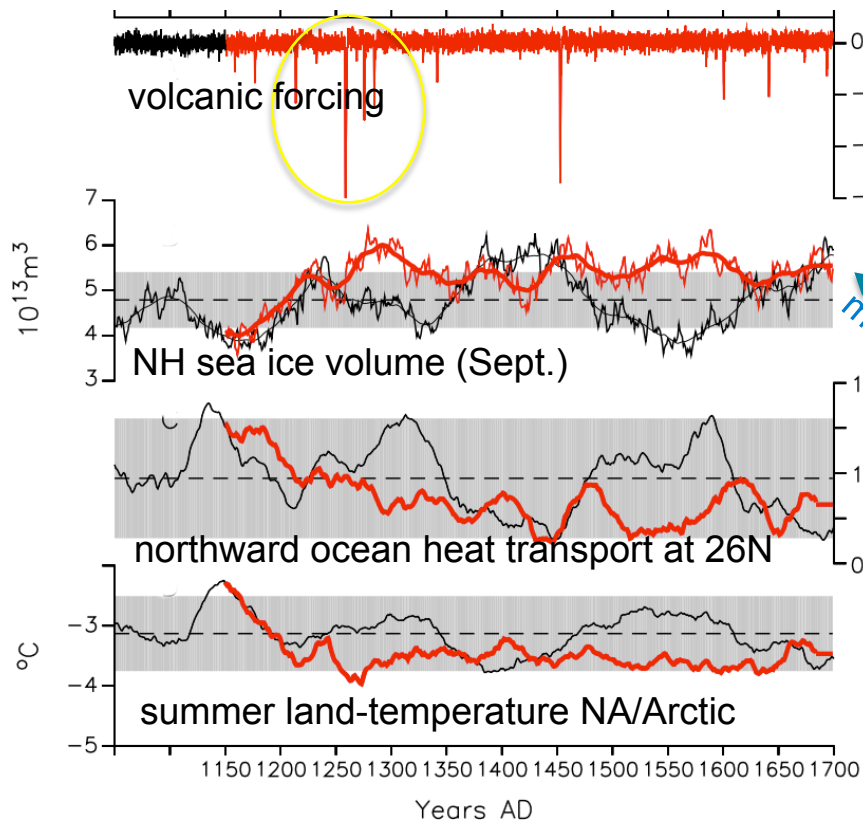 0
volcanic forcing
-
-
-
7
6
5
4
3
10¹³m³
m
NH sea ice volume (Sept.)
1
1
0
northward ocean heat transport at 26N
-3
-4
-5
°C
summer land-temperature NA/Arctic
1150 1200 1250 1300 1350 1400 1450 1500 1550 1600 1650 1700
Years AD